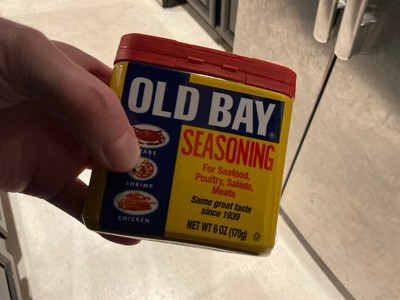 OLD BAY®
SEASONING
For Seafood,
Poultry, Salads,
Meats
Same great taste
since 1939
NET WT 6 OZ (170g)
SHRIMP
CHICKEN